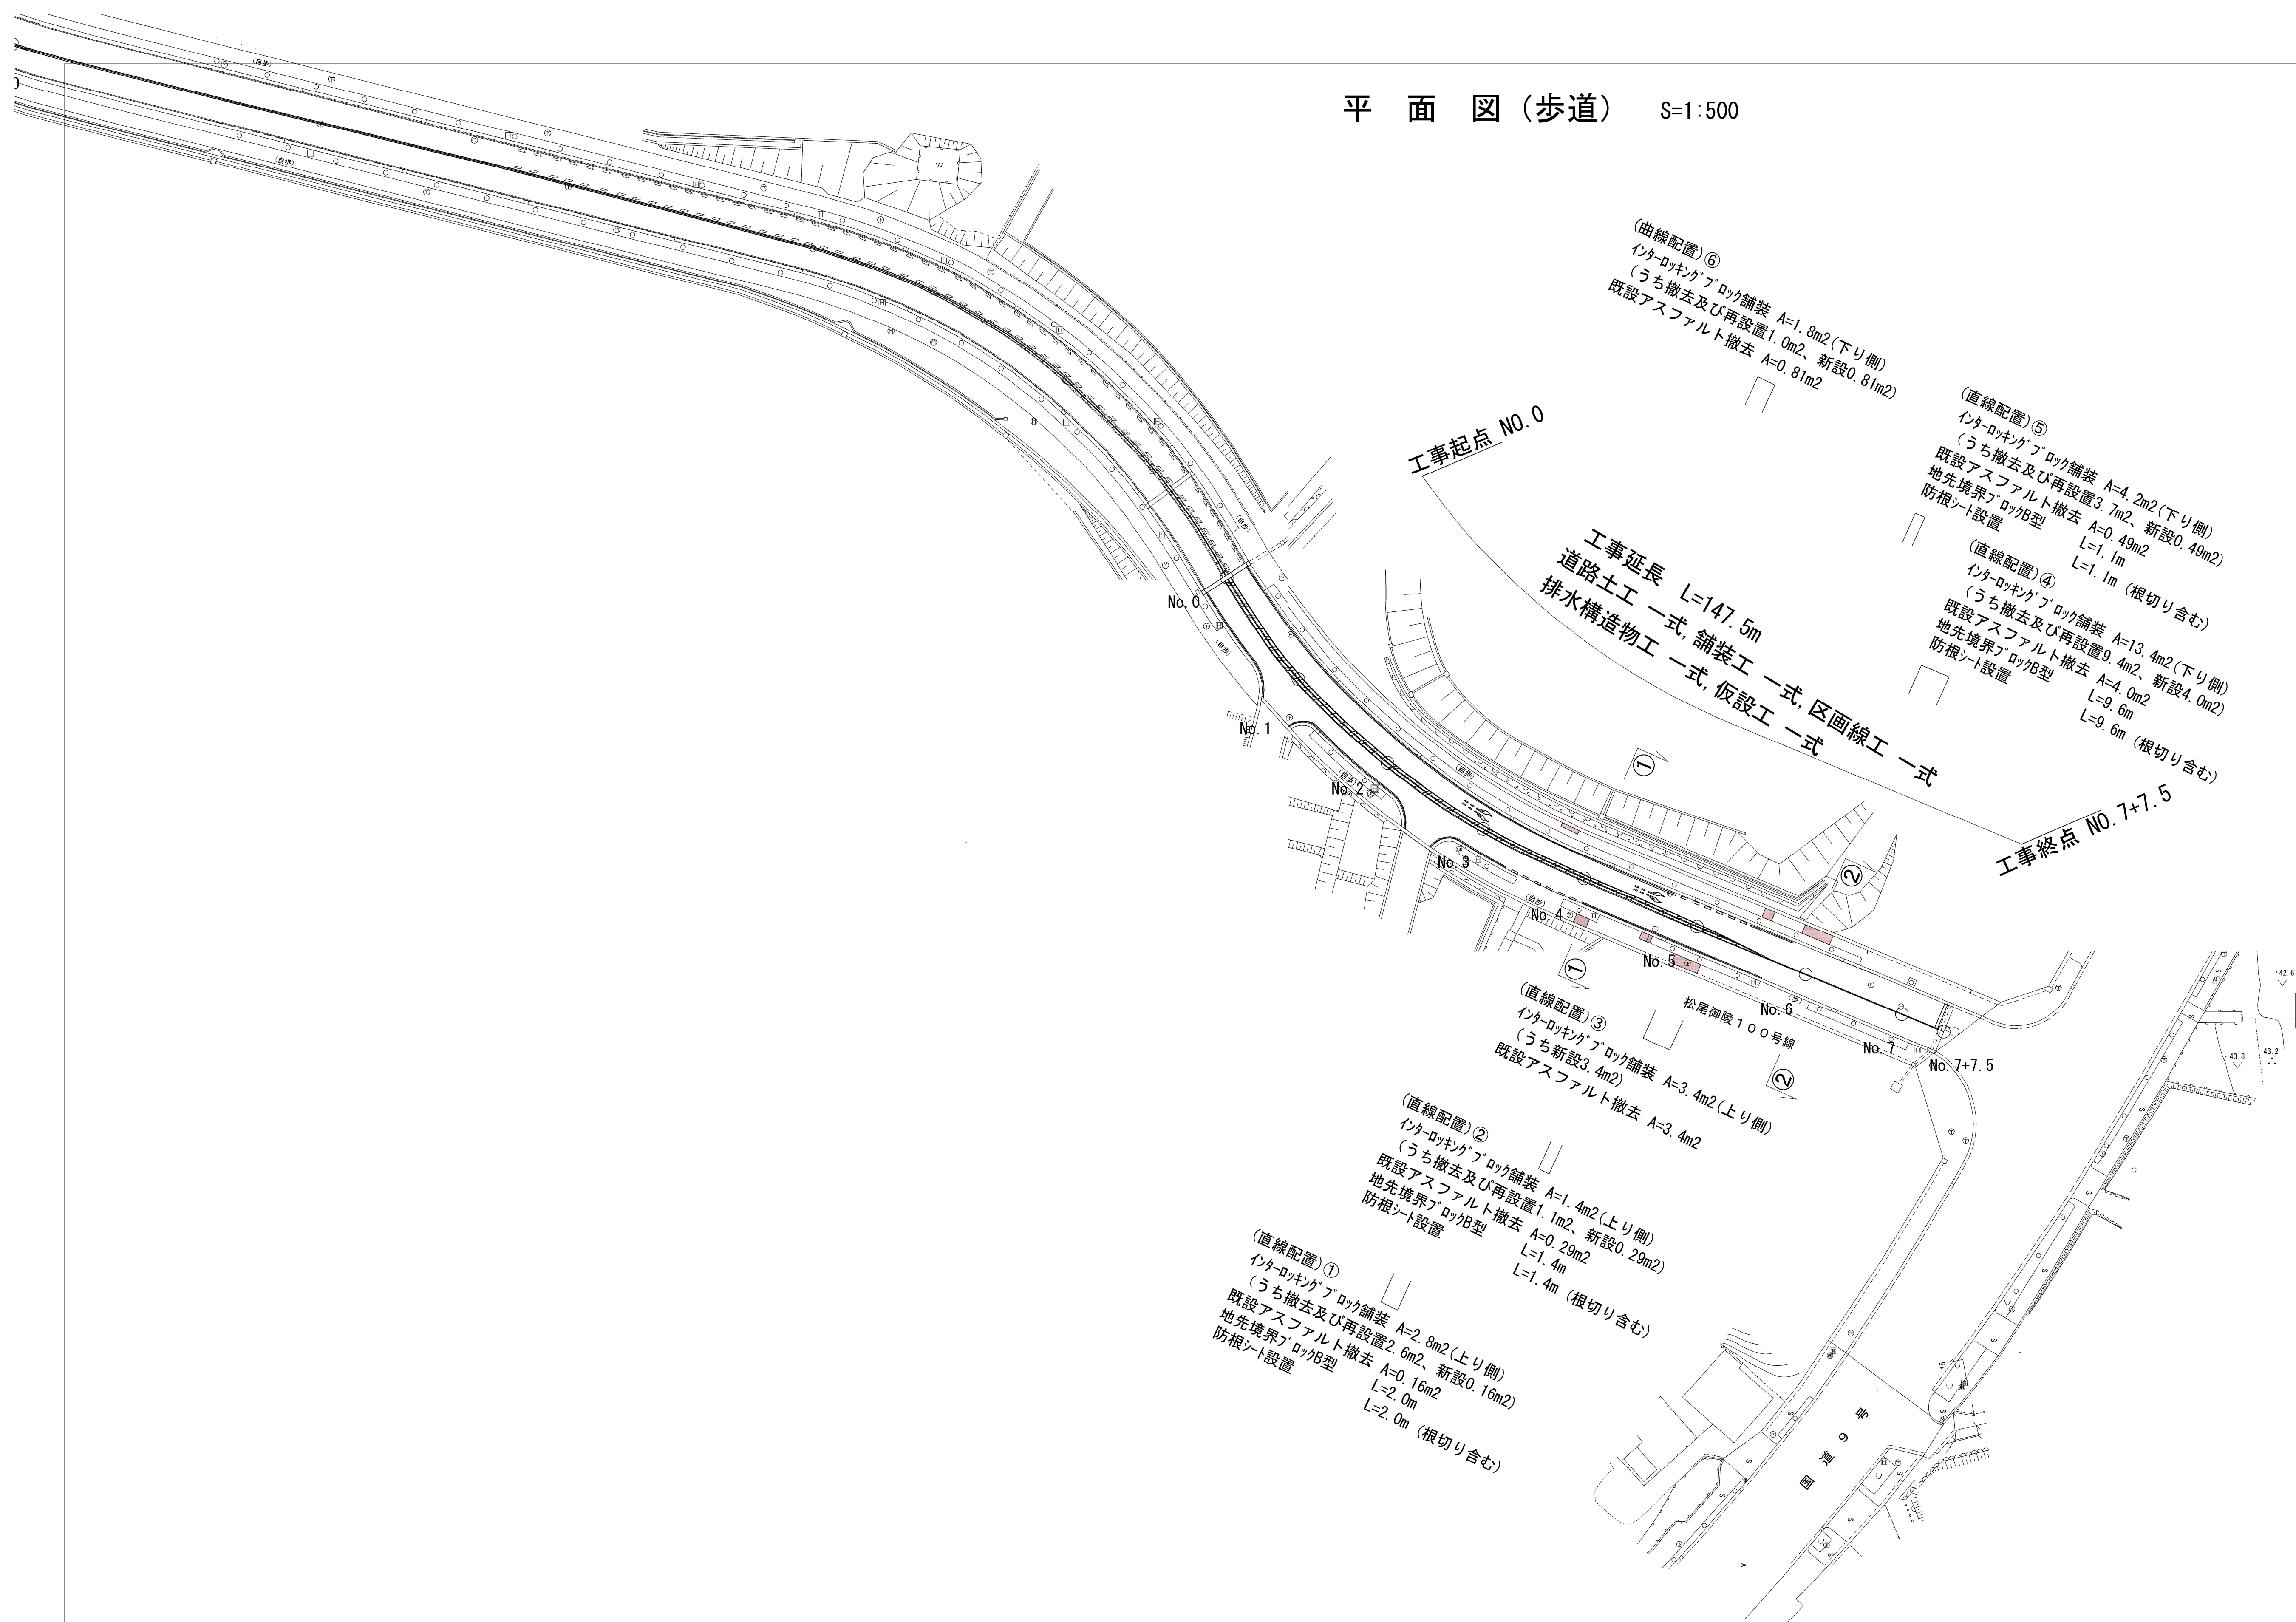 平 面 図（歩道） S=1:500
(曲線配置)⑥
ｲﾝﾀｰﾛｯｷﾝｸﾞﾌﾞﾛｯｸ舗装 A=1.8m2(下り側)
(うち撤去及び再設置1.0m2、新設0.81m2)
既設アスファルト撤去 A=0.81m2
(直線配置)⑤
ｲﾝﾀｰﾛｯｷﾝｸﾞﾌﾞﾛｯｸ舗装 A=4.2m2(下り側)
(うち撤去及び再設置3.7m2、新設0.49m2)
既設アスファルト撤去 A=0.49m2
地先境界ﾌﾞﾛｯｸB型 L=1.1m
防根ｼｰﾄ設置 L=1.1m (根切り含む)
(直線配置)④
ｲﾝﾀｰﾛｯｷﾝｸﾞﾌﾞﾛｯｸ舗装 A=13.4m2(下り側)
(うち撤去及び再設置9.4m2、新設4.0m2)
既設アスファルト撤去 A=4.0m2
地先境界ﾌﾞﾛｯｸB型 L=9.6m
防根ｼｰﾄ設置 L=9.6m (根切り含む)
工事起点 NO.0
工事延長 L=147.5m
道路土工 一式,舗装工 一式,区画線工 一式
排水構造物工 一式,仮設工 一式
工事終点 NO.7+7.5
(自歩)
(自歩)
(自歩)
(自歩)
(自歩)
(自歩)
(自歩)
(歩)
W
No.0
No.1
No.2
No.3
No.4
No.5
No.6
No.7
No.7+7.5
①
②
①
②
松尾御陵１００号線
(直線配置)③
ｲﾝﾀｰﾛｯｷﾝｸﾞﾌﾞﾛｯｸ舗装 A=3.4m2(上り側)
(うち新設3.4m2)
既設アスファルト撤去 A=3.4m2
(直線配置)②
ｲﾝﾀｰﾛｯｷﾝｸﾞﾌﾞﾛｯｸ舗装 A=1.4m2(上り側)
(うち撤去及び再設置1.1m2、新設0.29m2)
既設アスファルト撤去 A=0.29m2
地先境界ﾌﾞﾛｯｸB型 L=1.4m
防根ｼｰﾄ設置 L=1.4m (根切り含む)
(直線配置)①
ｲﾝﾀｰﾛｯｷﾝｸﾞﾌﾞﾛｯｸ舗装 A=2.8m2(上り側)
(うち撤去及び再設置2.6m2、新設0.16m2)
既設アスファルト撤去 A=0.16m2
地先境界ﾌﾞﾛｯｸB型 L=2.0m
防根ｼｰﾄ設置 L=2.0m (根切り含む)
国道９号
42.6
43.2
43.8